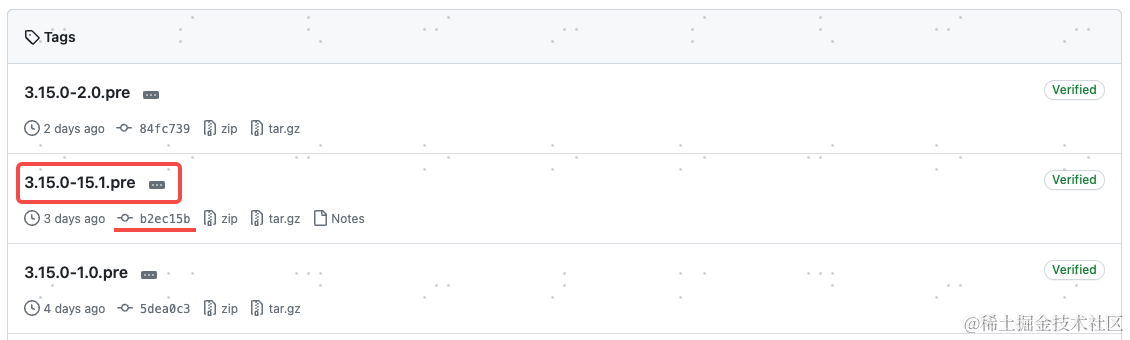 Tags
3.15.0-2.0.pre
Verified
2 days ago 84fc739 zip tar.gz
3.15.0-15.1.pre
Verified
3 days ago b2ec15b zip tar.gz Notes
3.15.0-1.0.pre
Verified
4 days ago 5dea0c3 zip tar.gz
@稀土掘金技术社区